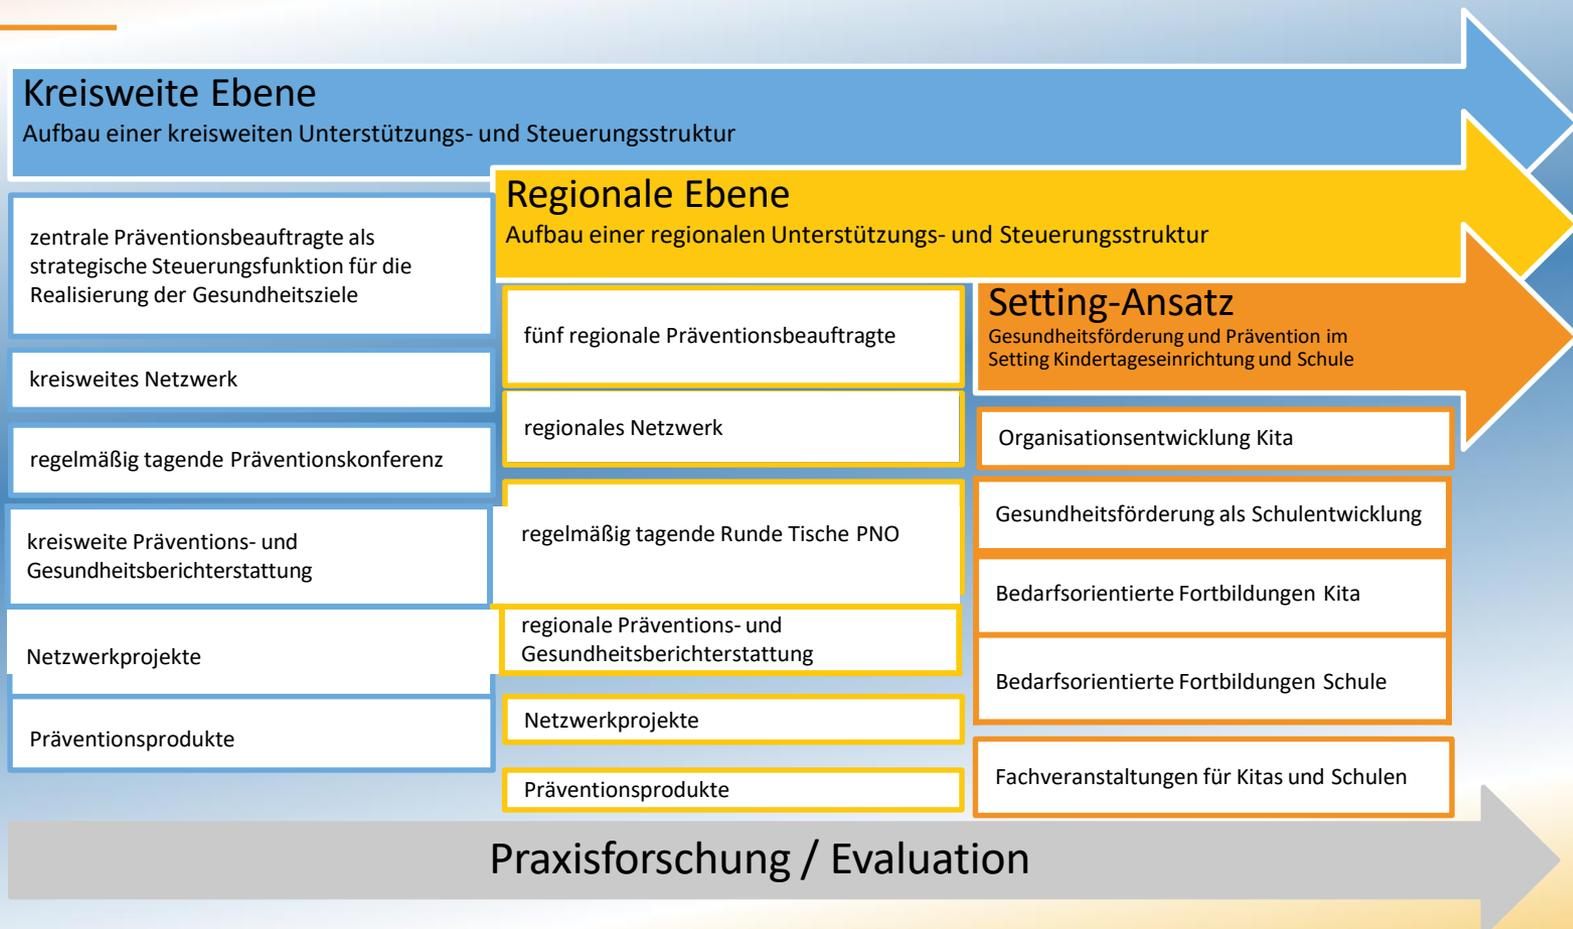 Kreisweite Ebene
Aufbau einer kreisweiten Unterstützungs- und Steuerungsstruktur
zentrale Präventionsbeauftragte als
strategische Steuerungsfunktion für die
Realisierung der Gesundheitsziele
kreisweites Netzwerk
regelmäßig tagende Präventionskonferenz
kreisweite Präventions- und
Gesundheitsberichterstattung
Netzwerkprojekte
Präventionsprodukte
Regionale Ebene
Aufbau einer regionalen Unterstützungs- und Steuerungsstruktur
fünf regionale Präventionsbeauftragte
regionales Netzwerk
regelmäßig tagende Runde Tische PNO
regionale Präventions- und
Gesundheitsberichterstattung
Netzwerkprojekte
Präventionsprodukte
Setting-Ansatz
Gesundheitsförderung und Prävention im
Setting Kindertageseinrichtung und Schule
Organisationsentwicklung Kita
Gesundheitsförderung als Schulentwicklung
Bedarfsorientierte Fortbildungen Kita
Bedarfsorientierte Fortbildungen Schule
Fachveranstaltungen für Kitas und Schulen
Praxisforschung / Evaluation